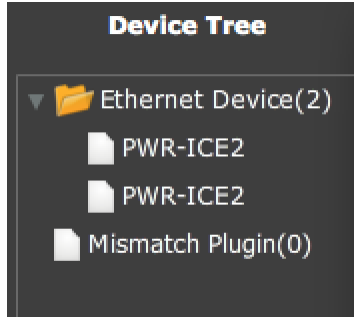 Device Tree
Ethernet Device(2)
PWR-ICE2
PWR-ICE2
Mismatch Plugin(0)